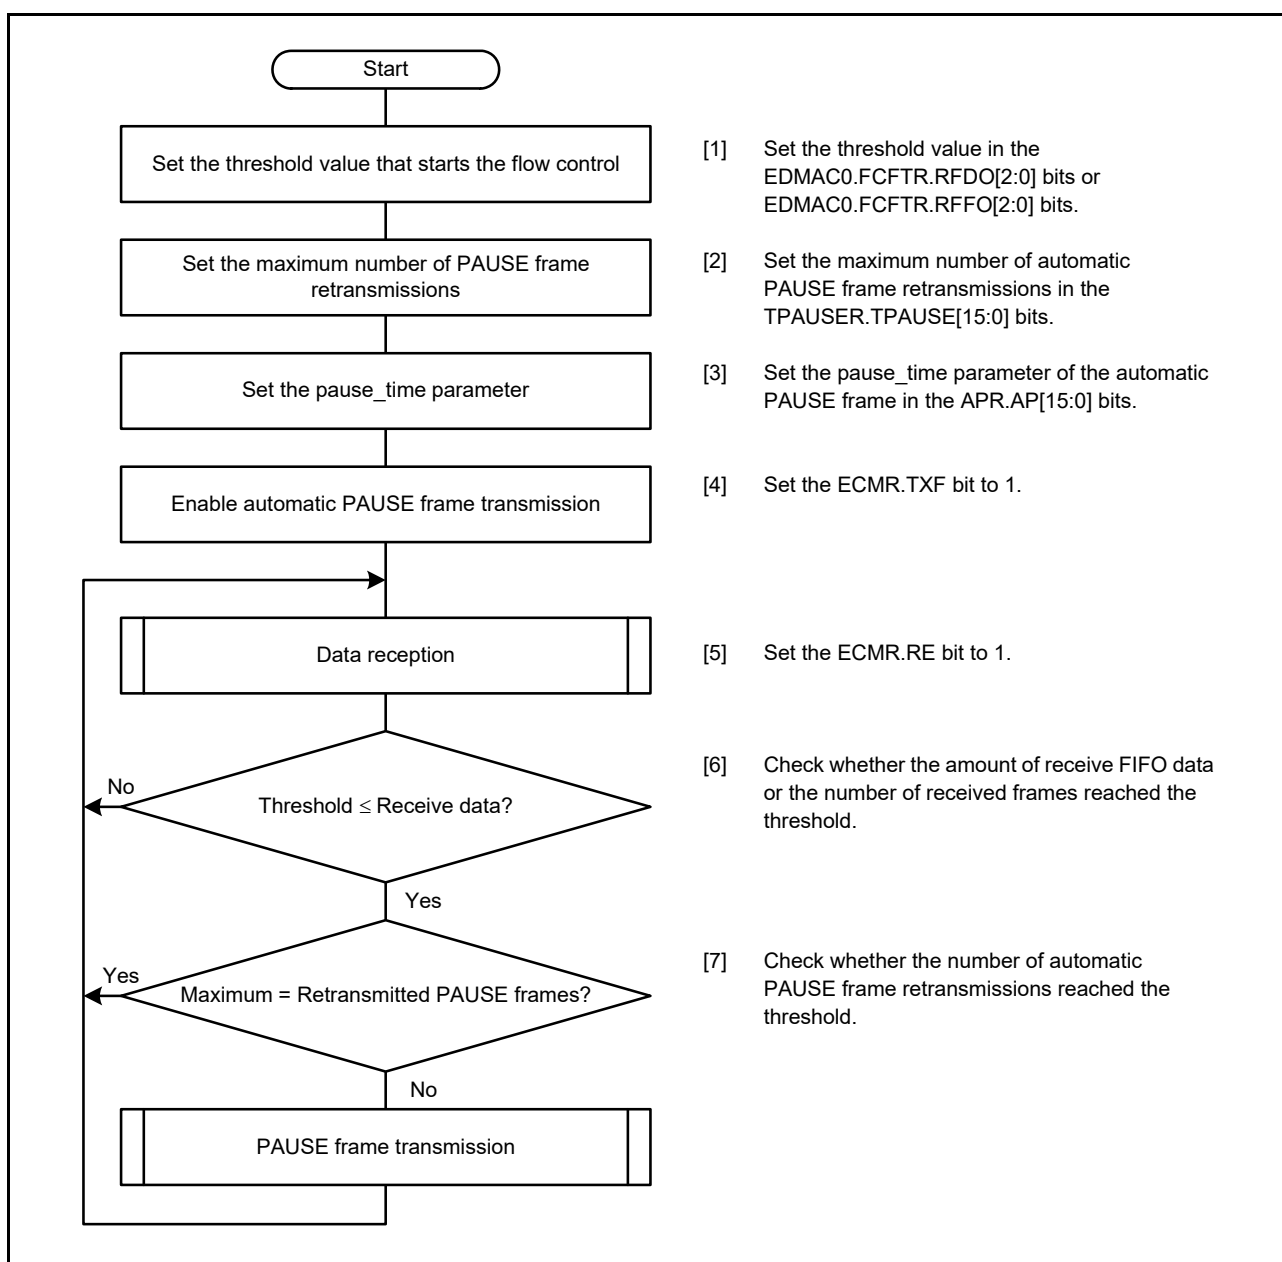 Start
Set the threshold value that starts the flow control
[1] Set the threshold value in the
EDMAC0.FCFTR.RFDO[2:0] bits or
EDMAC0.FCFTR.RFFO[2:0] bits.
Set the maximum number of PAUSE frame
retransmissions
[2] Set the maximum number of automatic
PAUSE frame retransmissions in the
TPAUSER.TPAUSE[15:0] bits.
Set the pause_time parameter
[3] Set the pause_time parameter of the automatic
PAUSE frame in the APR.AP[15:0] bits.
Enable automatic PAUSE frame transmission
[4] Set the ECMR.TXF bit to 1.
Data reception
[5] Set the ECMR.RE bit to 1.
No
Threshold ≤ Receive data?
[6] Check whether the amount of receive FIFO data
or the number of received frames reached the
threshold.
Yes
Yes
Maximum = Retransmitted PAUSE frames?
[7] Check whether the number of automatic
PAUSE frame retransmissions reached the
threshold.
No
PAUSE frame transmission